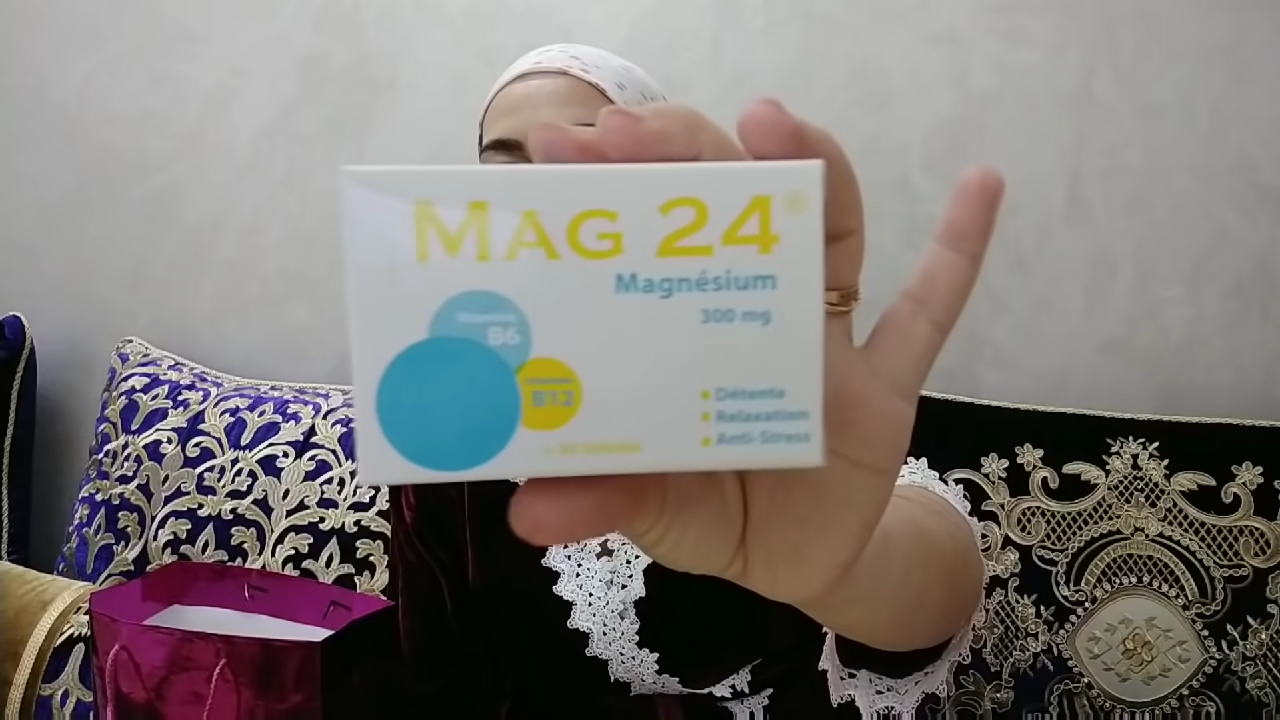 MAG 24®
Magnésium
300 mg
B6
B12
Détente
Relaxation
Anti-Stress